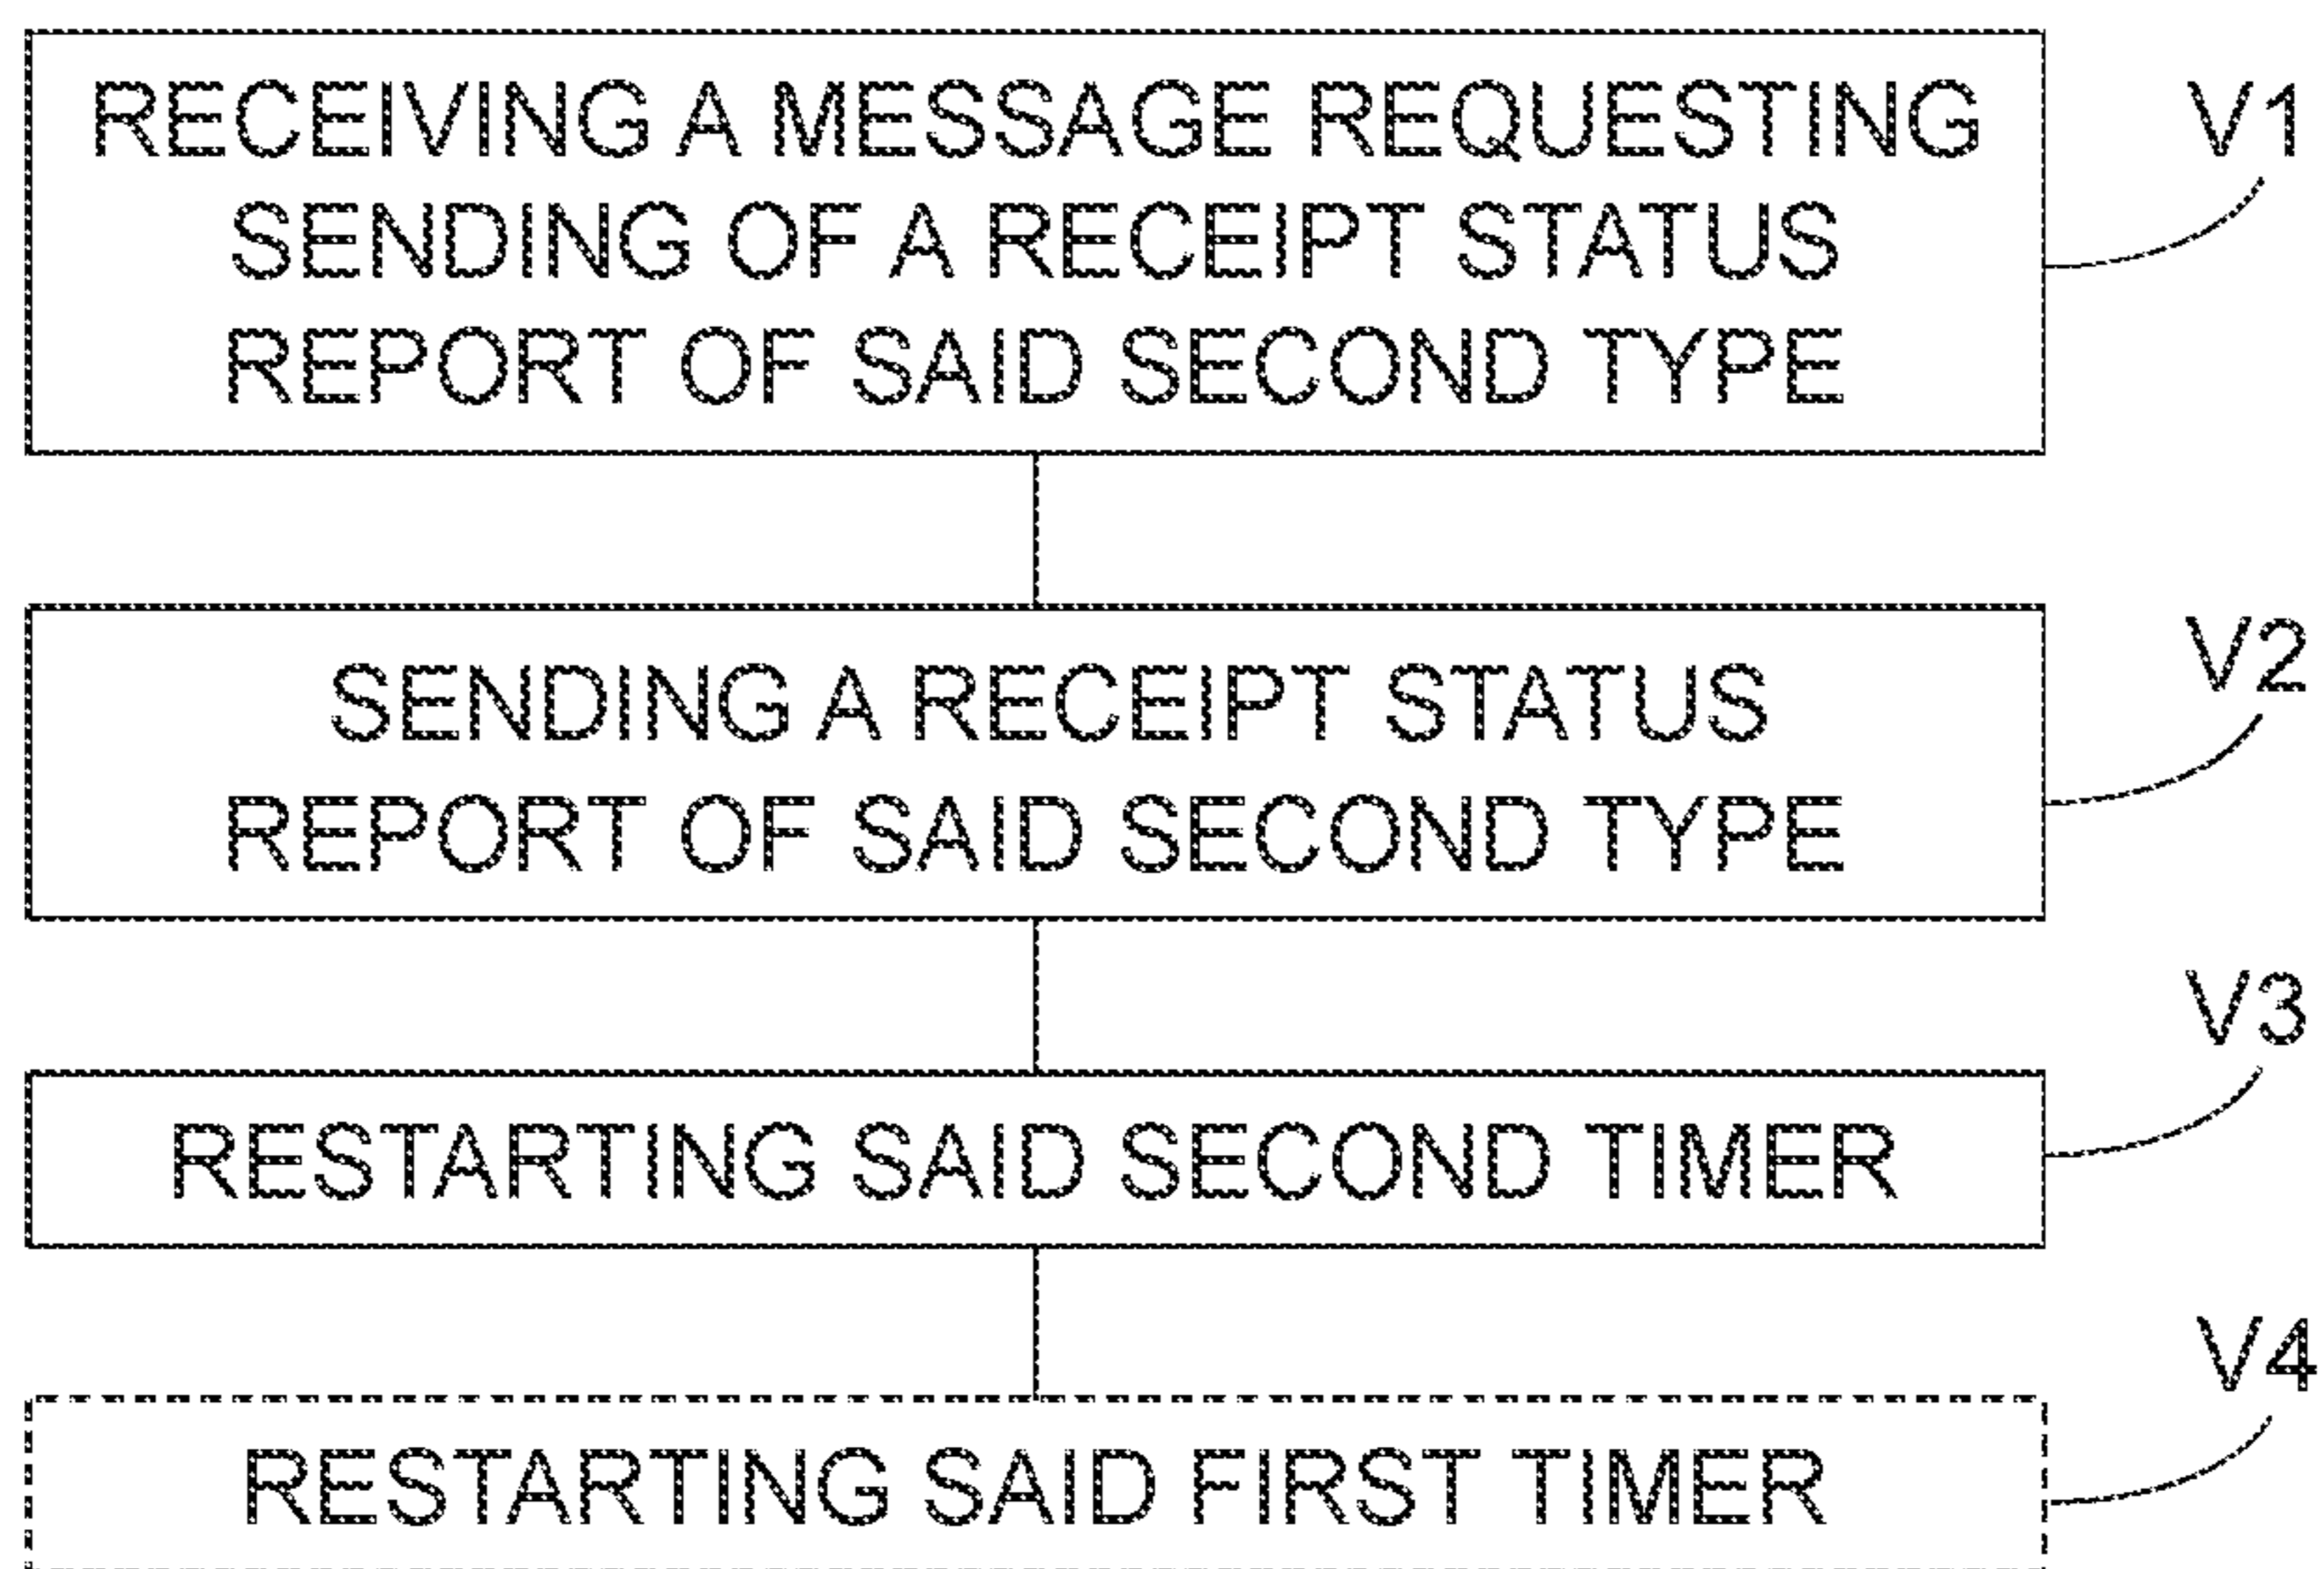 RECEIVING A MESSAGE REQUESTING
SENDING OF A RECEIPT STATUS
REPORT OF SAID SECOND TYPE
V1
SENDING A RECEIPT STATUS
REPORT OF SAID SECOND TYPE
V2
RESTARTING SAID SECOND TIMER
V3
RESTARTING SAID FIRST TIMER
V4